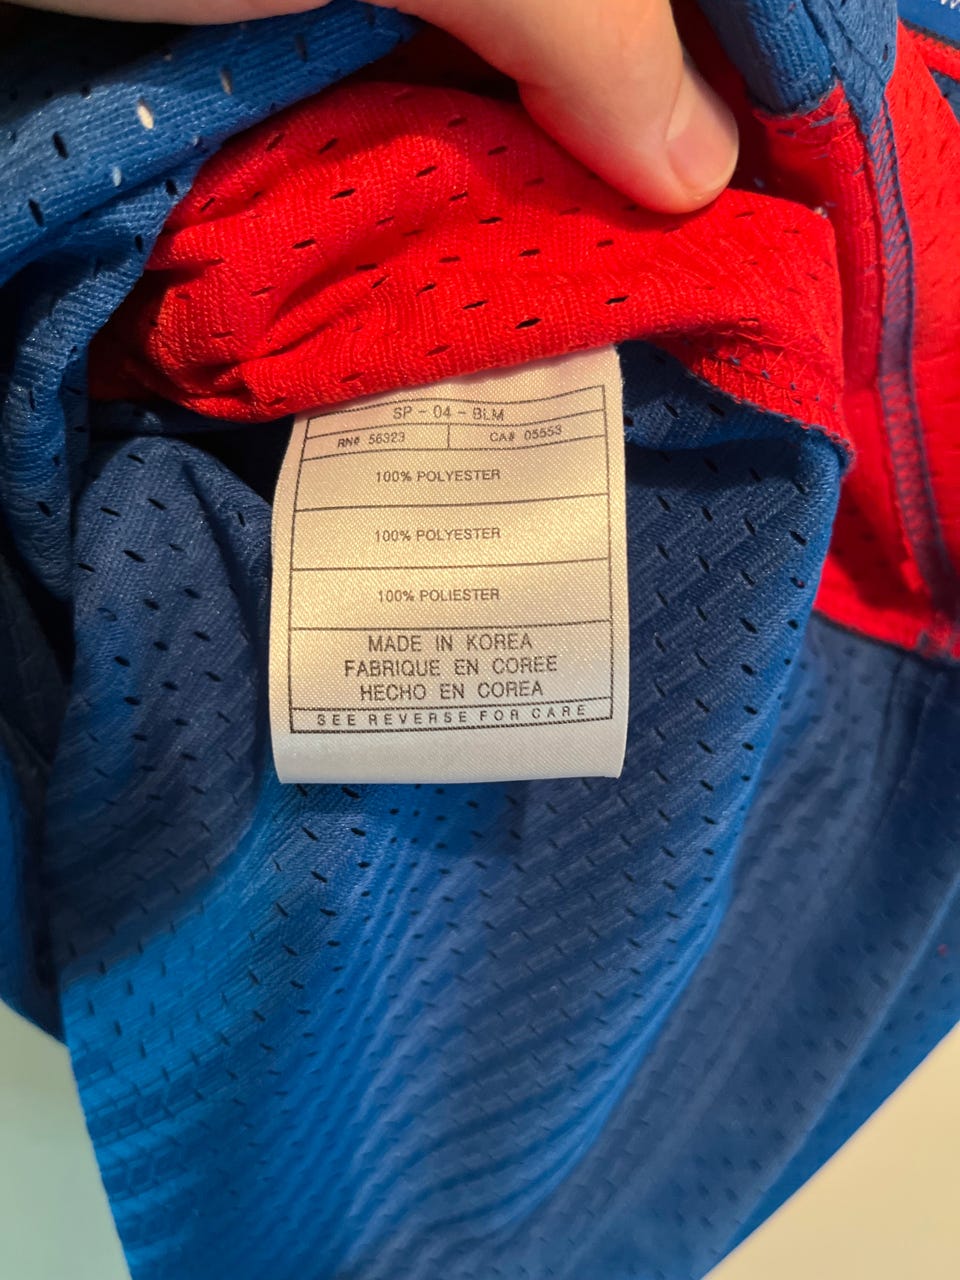 SP - 04 - BLM
RN# 56323 CA# 05553
100% POLYESTER
100% POLYESTER
100% POLIESTER
MADE IN KOREA
FABRIQUE EN COREE
HECHO EN COREA
SEE REVERSE FOR CARE